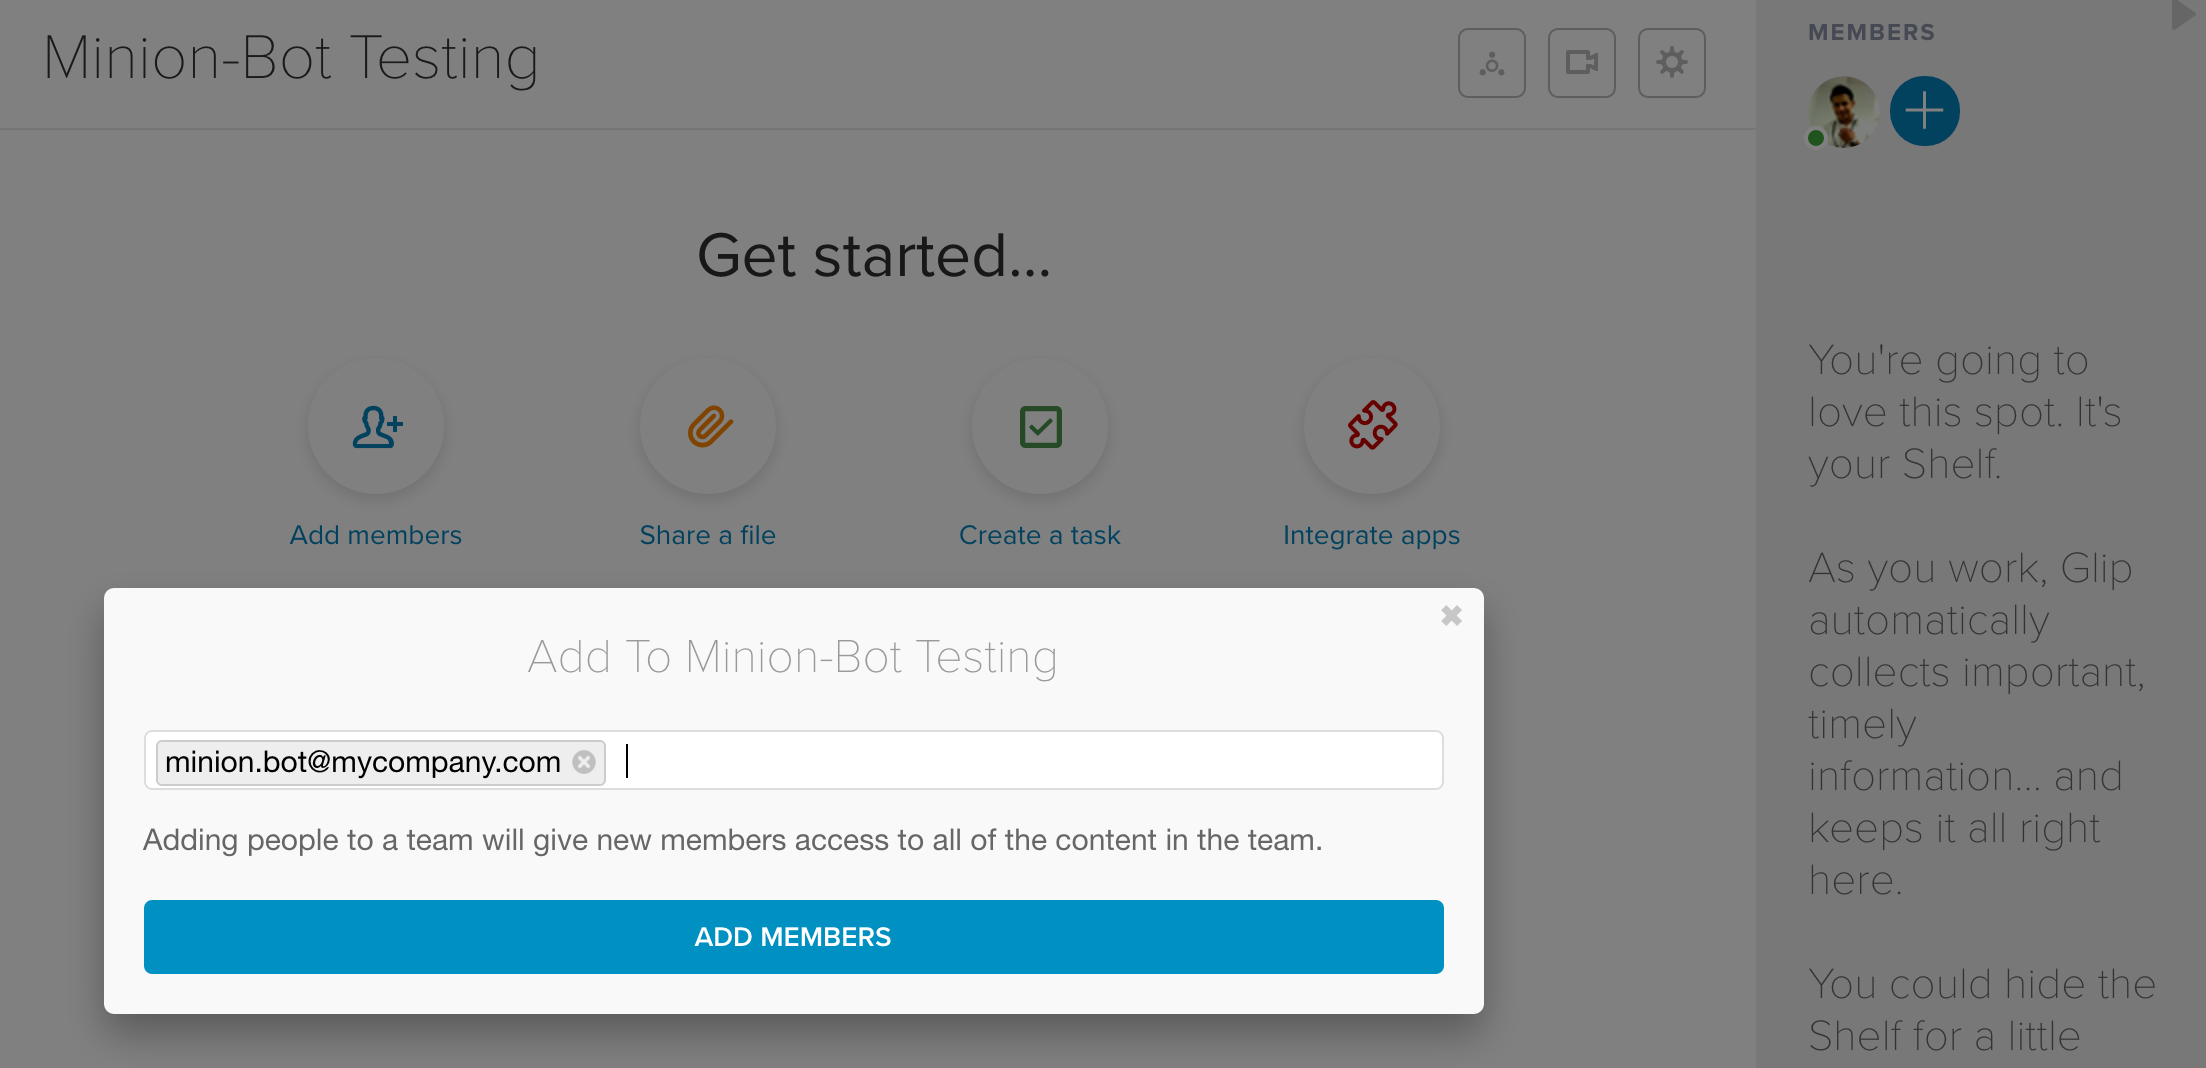 Minion-Bot Testing
MEMBERS
Get started...
Add members
Share a file
Create a task
Integrate apps
Add To Minion-Bot Testing
minion.bot@mycompany.com
Adding people to a team will give new members access to all of the content in the team.
ADD MEMBERS
You're going to
love this spot. It's
your Shelf.
As you work, Glip
automatically
collects important,
timely
information... and
keeps it all right
here.
You could hide the
Shelf for a little